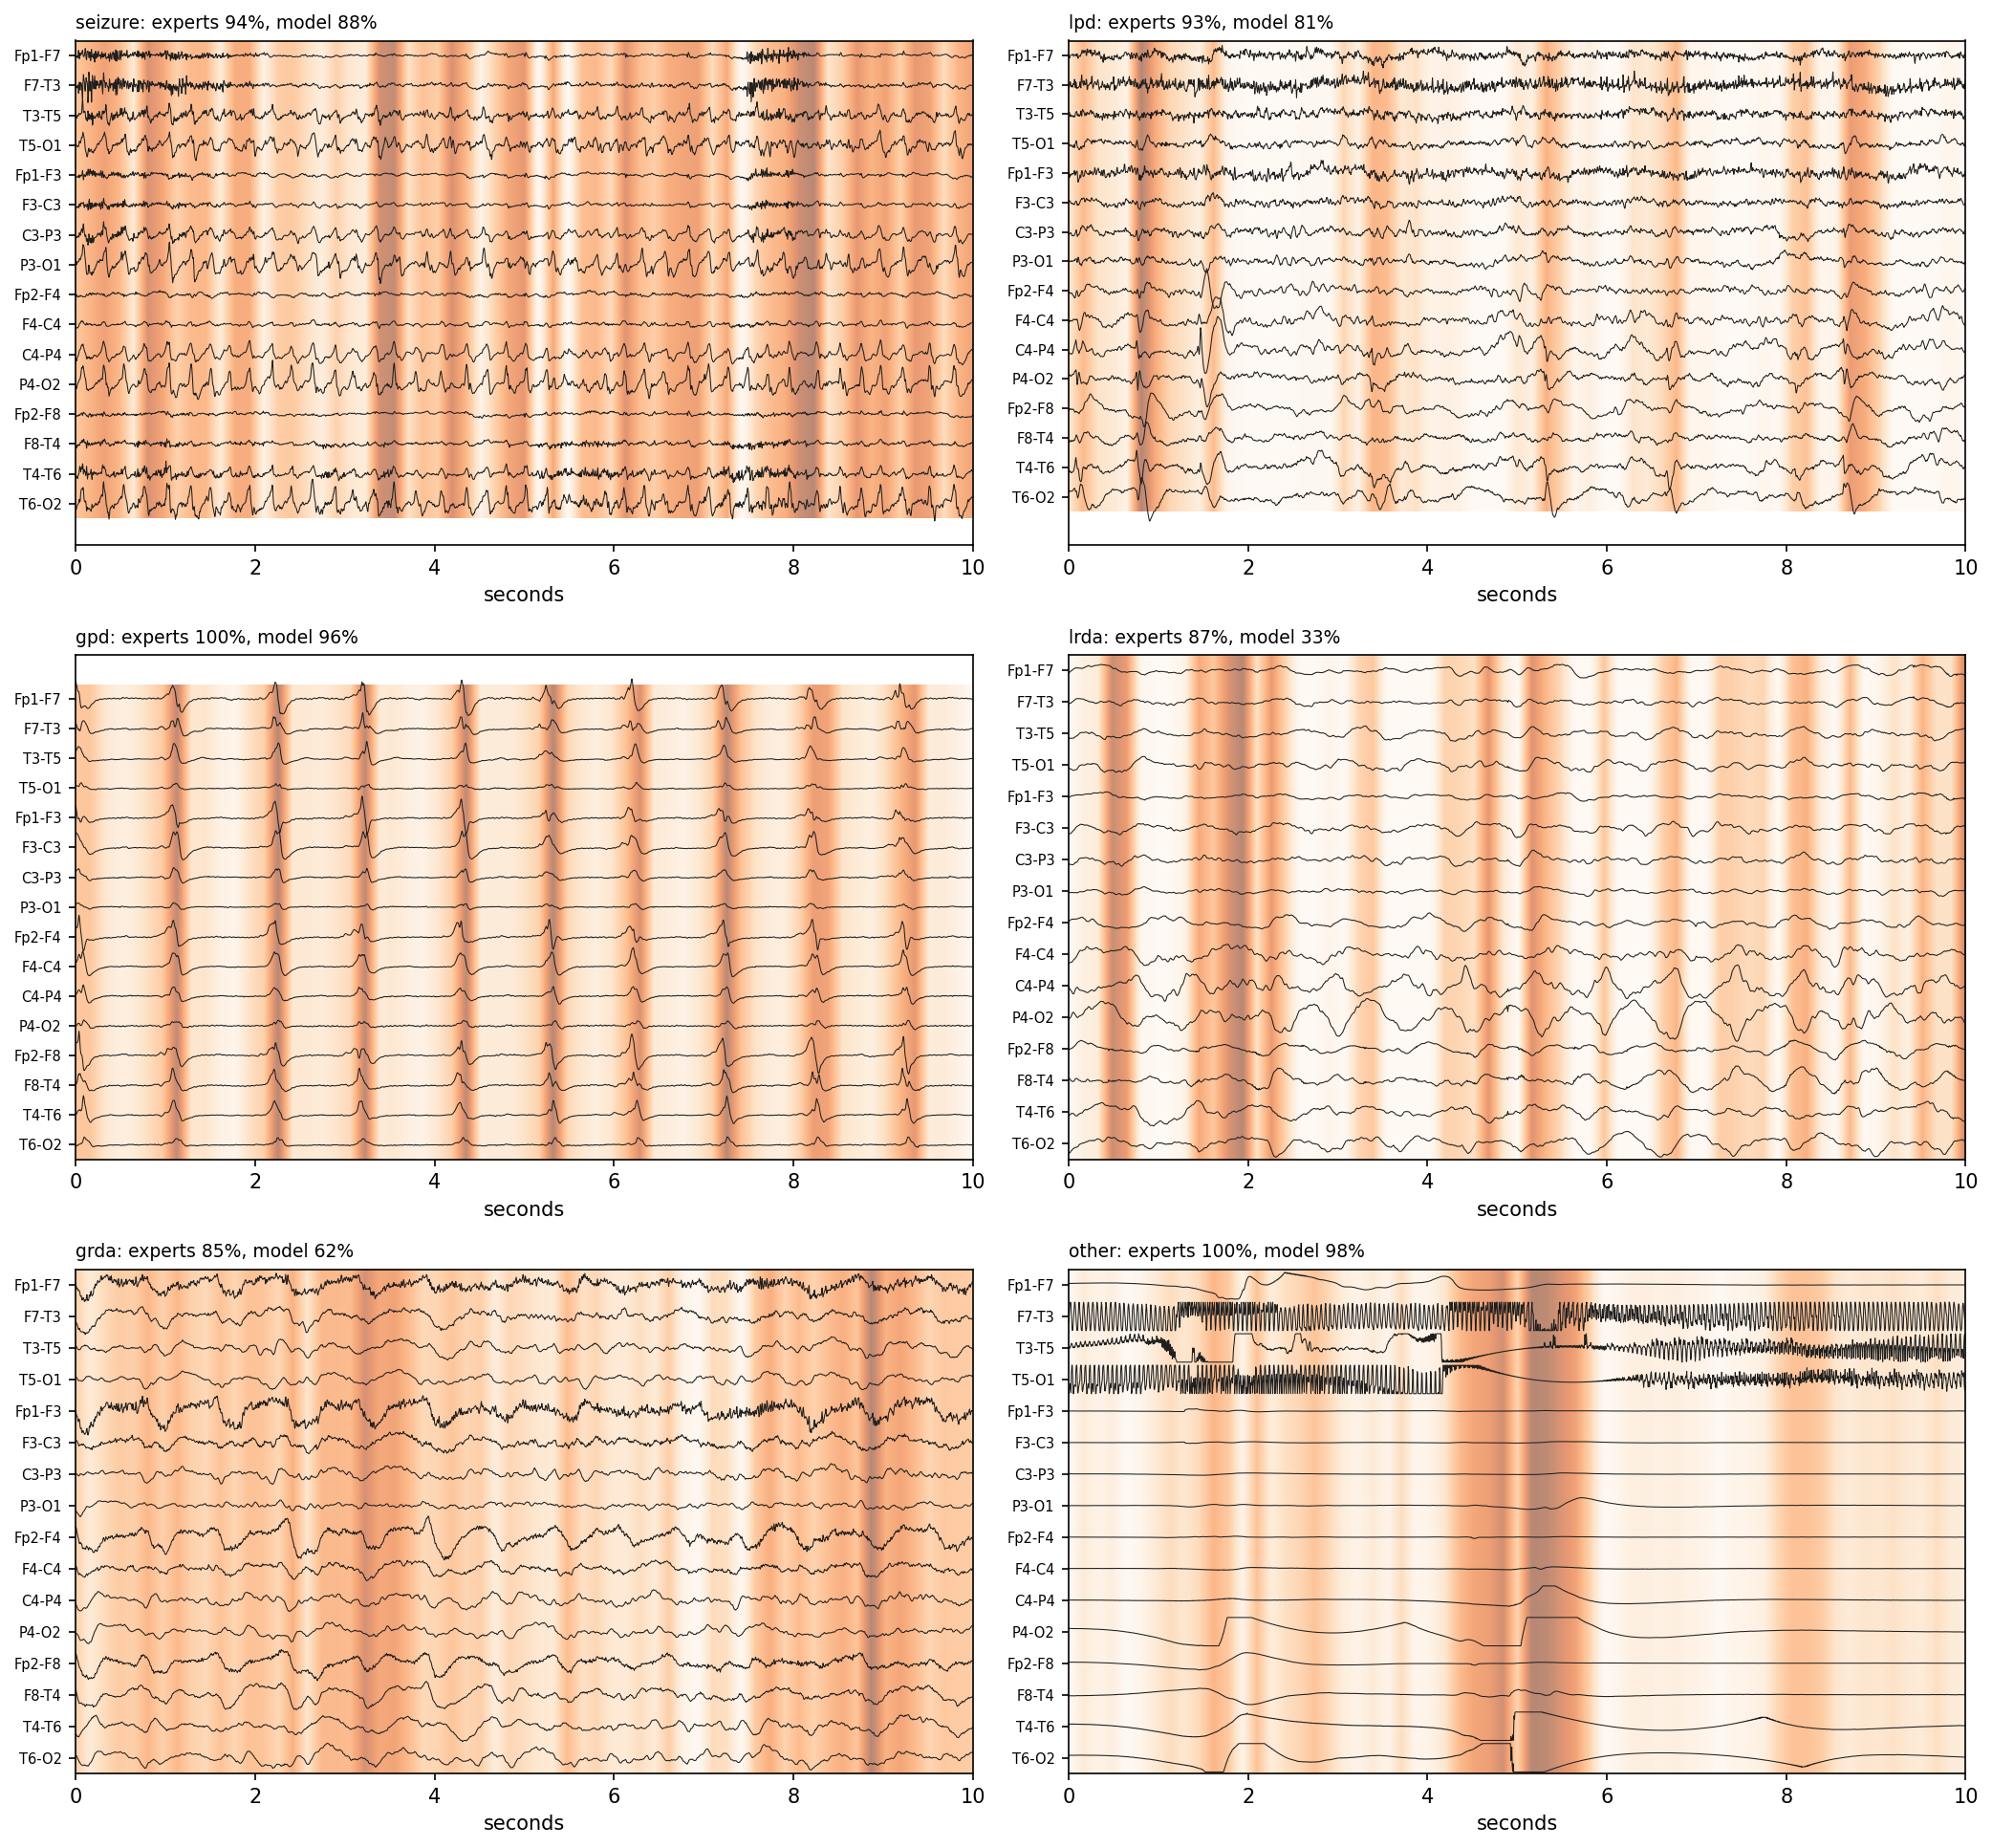 seizure: experts 94%, model 88%
Fp1-F7
F7-T3
T3-T5
T5-O1
Fp1-F3
F3-C3
C3-P3
P3-O1
Fp2-F4
F4-C4
C4-P4
P4-O2
Fp2-F8
F8-T4
T4-T6
T6-O2
0 2 4 6 8 10
seconds
lpd: experts 93%, model 81%
Fp1-F7
F7-T3
T3-T5
T5-O1
Fp1-F3
F3-C3
C3-P3
P3-O1
Fp2-F4
F4-C4
C4-P4
P4-O2
Fp2-F8
F8-T4
T4-T6
T6-O2
0 2 4 6 8 10
seconds
gpd: experts 100%, model 96%
Fp1-F7
F7-T3
T3-T5
T5-O1
Fp1-F3
F3-C3
C3-P3
P3-O1
Fp2-F4
F4-C4
C4-P4
P4-O2
Fp2-F8
F8-T4
T4-T6
T6-O2
0 2 4 6 8 10
seconds
lrda: experts 87%, model 33%
Fp1-F7
F7-T3
T3-T5
T5-O1
Fp1-F3
F3-C3
C3-P3
P3-O1
Fp2-F4
F4-C4
C4-P4
P4-O2
Fp2-F8
F8-T4
T4-T6
T6-O2
0 2 4 6 8 10
seconds
grda: experts 85%, model 62%
Fp1-F7
F7-T3
T3-T5
T5-O1
Fp1-F3
F3-C3
C3-P3
P3-O1
Fp2-F4
F4-C4
C4-P4
P4-O2
Fp2-F8
F8-T4
T4-T6
T6-O2
0 2 4 6 8 10
seconds
other: experts 100%, model 98%
Fp1-F7
F7-T3
T3-T5
T5-O1
Fp1-F3
F3-C3
C3-P3
P3-O1
Fp2-F4
F4-C4
C4-P4
P4-O2
Fp2-F8
F8-T4
T4-T6
T6-O2
0 2 4 6 8 10
seconds